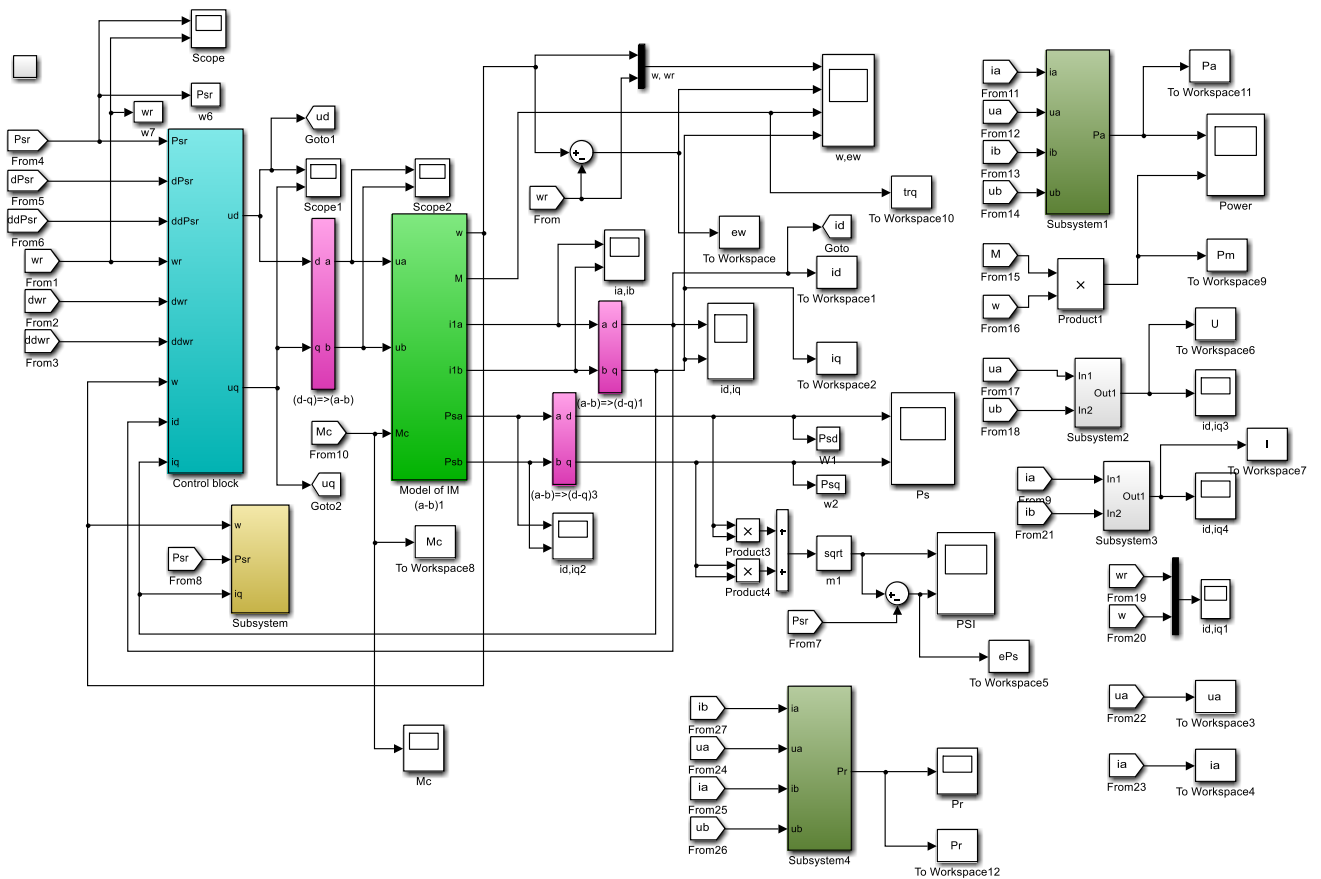 Scope
Psr
w6
wr
w7
Psr
From4
dPsr
From5
ddPsr
From6
wr
From1
dwr
From2
ddwr
From3
Psr
dPsr
ddPsr
wr
dwr
ddwr
w
id
iq
ud
uq
Control block
ud
Goto1
Scope1
d a
q b
(d-q)=>(a-b)
uq
Goto2
Scope2
ua
ub
Mc
w
M
i1a
i1b
Psa
Psb
Model of IM
(a-b)1
Mc
From10
Mc
To Workspace8
Mc
w
Psr
iq
Subsystem
Psr
From8
w, wr
+
-
wr
From
w,ew
trq
To Workspace10
ew
To Workspace
id
Goto
id
To Workspace1
iq
To Workspace2
ia,ib
a d
b q
(a-b)=>(d-q)1
id,iq
a d
b q
(a-b)=>(d-q)3
id,iq2
Psd
W1
Psq
w2
Ps
×
Product3
×
Product4
+
+
sqrt
m1
+
-
Psr
From7
PSI
ePs
To Workspace5
ib
From27
ua
From24
ia
From25
ub
From26
ia
ua
ib
ub
Pr
Subsystem4
Pr
Pr
To Workspace12
ia
From11
ua
From12
ib
From13
ub
From14
ia
ua
ib
ub
Pa
Subsystem1
Pa
To Workspace11
Power
M
From15
w
From16
×
Product1
Pm
To Workspace9
ua
From17
ub
From18
In1
In2
Out1
Subsystem2
U
To Workspace6
id,iq3
ia
From9
ib
From21
In1
In2
Out1
Subsystem3
I
To Workspace7
id,iq4
wr
From19
w
From20
id,iq1
ua
From22
ua
To Workspace3
ia
From23
ia
To Workspace4